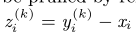 z_i^{(k)} = y_i^{(k)} − x_i